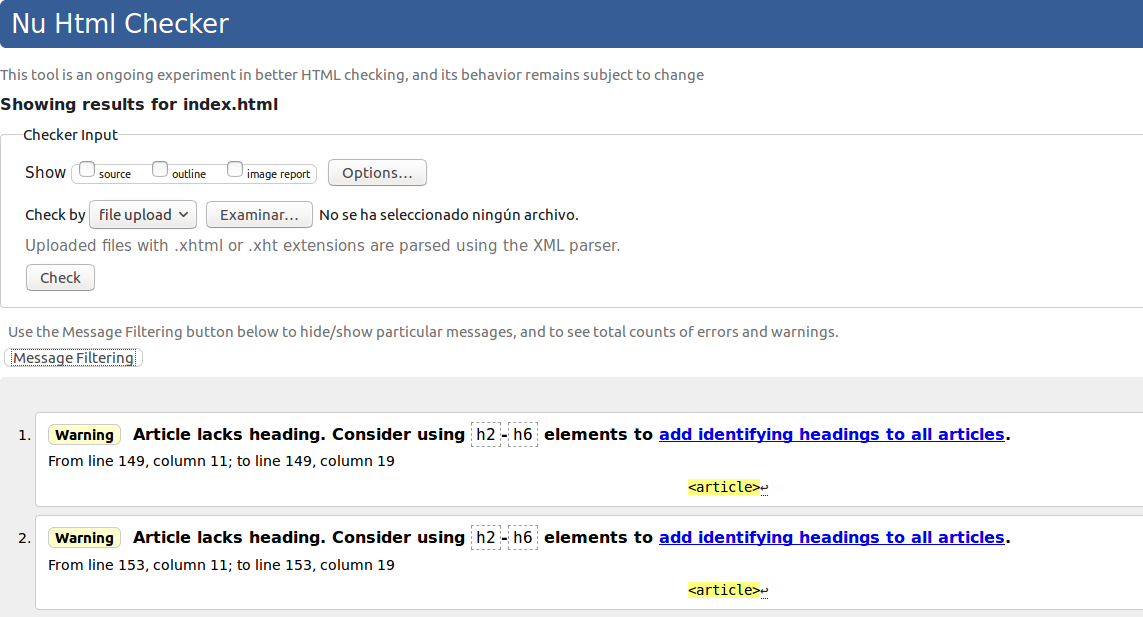 Nu Html Checker
This tool is an ongoing experiment in better HTML checking, and its behavior remains subject to change
Showing results for index.html
Checker Input
Show source outline image report Options...
Check by file upload Examinar... No se ha seleccionado ningún archivo.
Uploaded files with .xhtml or .xht extensions are parsed using the XML parser.
Check
Use the Message Filtering button below to hide/show particular messages, and to see total counts of errors and warnings.
Message Filtering
1. Warning Article lacks heading. Consider using h2-h6 elements to add identifying headings to all articles.
From line 149, column 11; to line 149, column 19
<article>↩
2. Warning Article lacks heading. Consider using h2-h6 elements to add identifying headings to all articles.
From line 153, column 11; to line 153, column 19
<article>↩